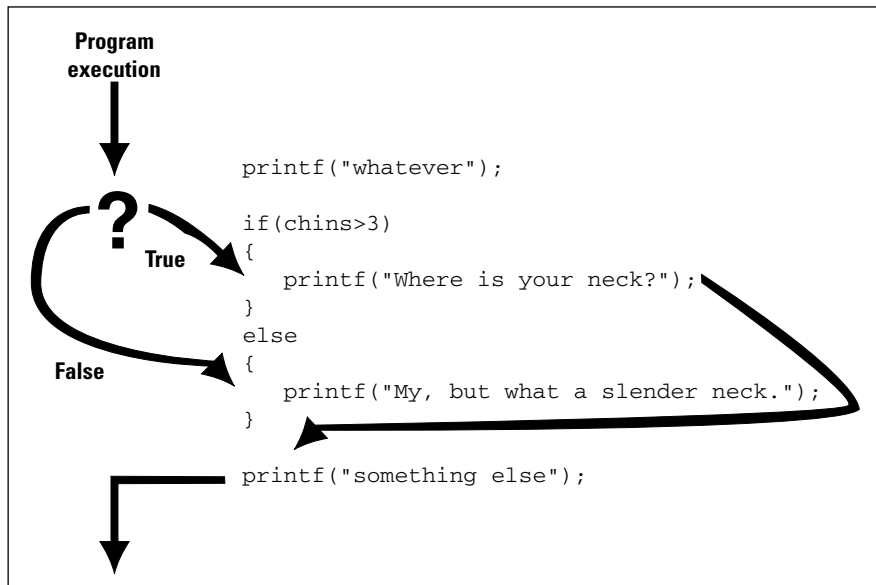 Program
execution
printf("whatever");
?
if(chins>3)
{
True
printf("Where is your neck?");
}
else
{
False
printf("My, but what a slender neck.");
}
printf("something else");